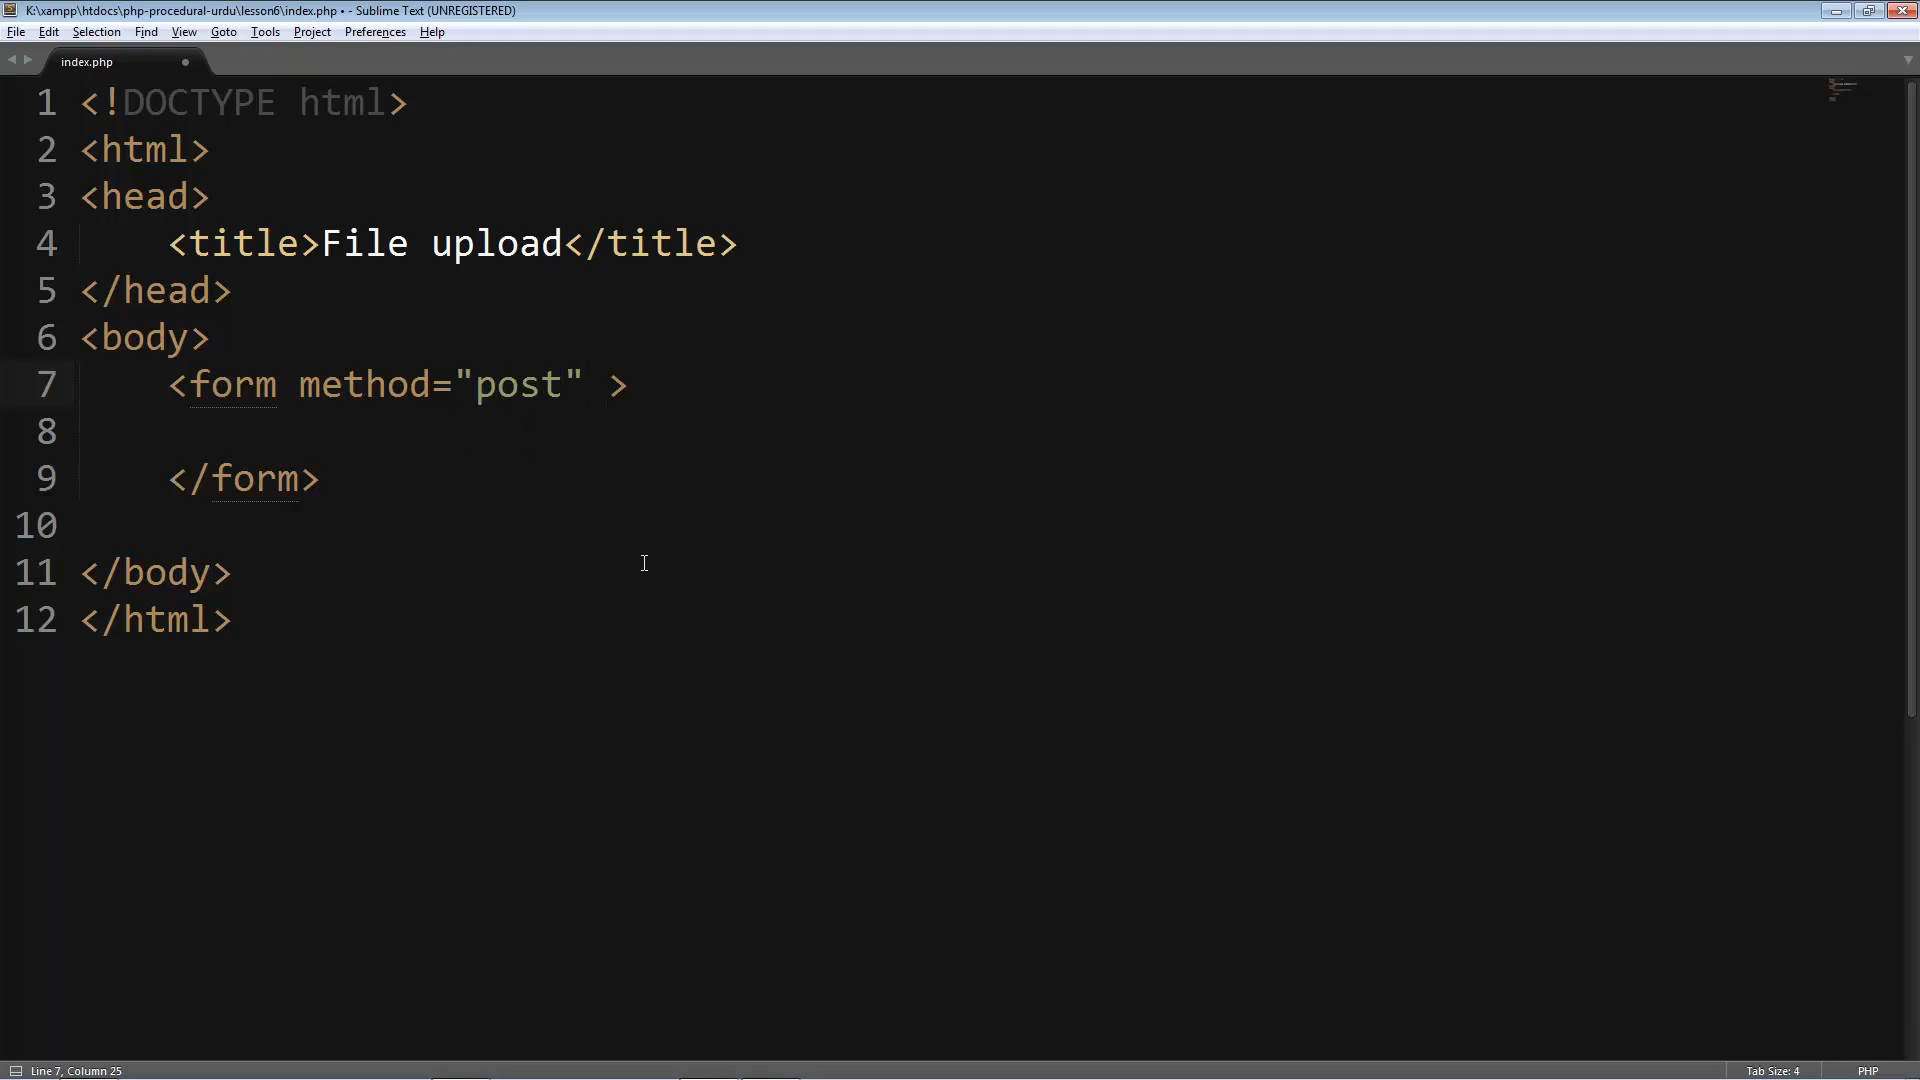 K:\xampp\htdocs\php-procedural-urdu\lesson6\index.php • - Sublime Text (UNREGISTERED)
File Edit Selection Find View Goto Tools Project Preferences Help
index.php
1 <!DOCTYPE html>
2 <html>
3 <head>
4 <title>File upload</title>
5 </head>
6 <body>
7 <form method="post" >
8
9 </form>
10
11 </body>
12 </html>
Line 7, Column 25 Tab Size: 4 PHP